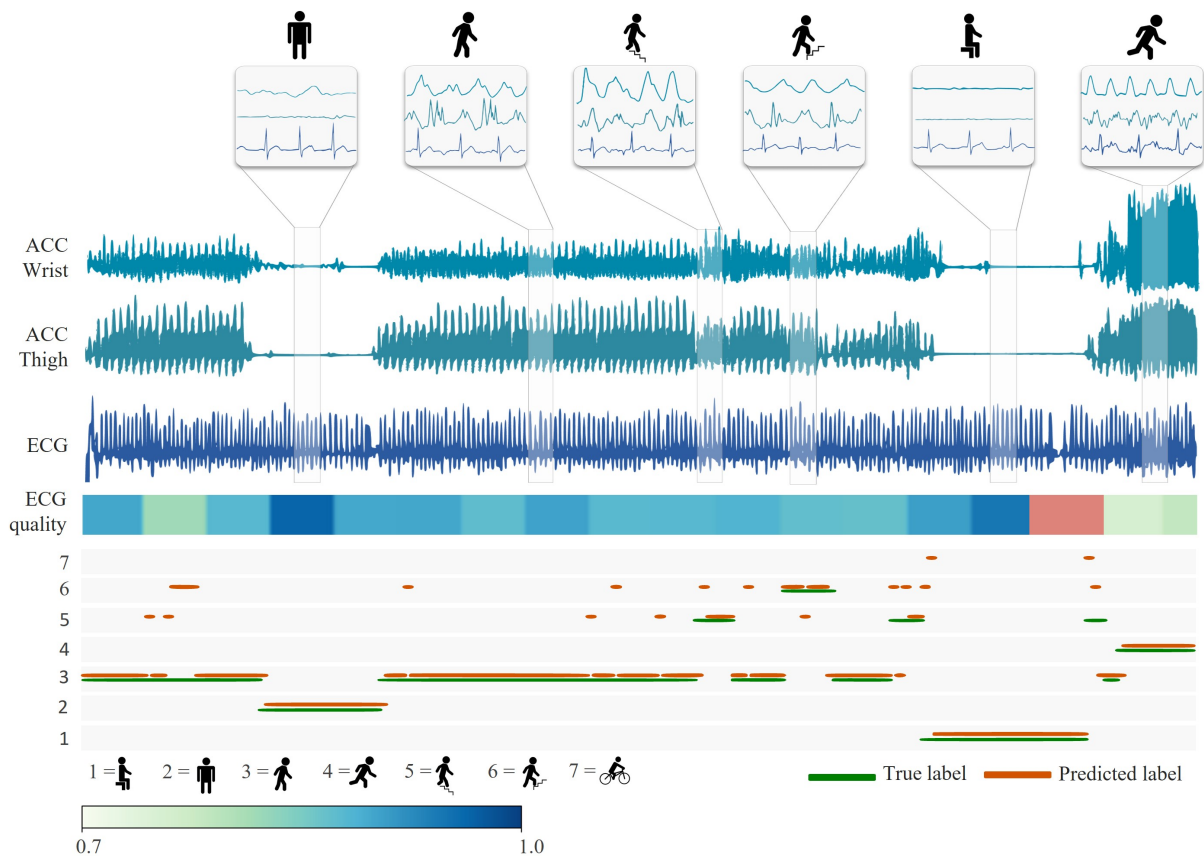 ACC
Wrist
ACC
Thigh
ECG
ECG
quality
7
6
5
4
3
2
1
1 = 2 = 3 = 4 = 5 = 6 = 7 =
True label Predicted label
0.7 1.0